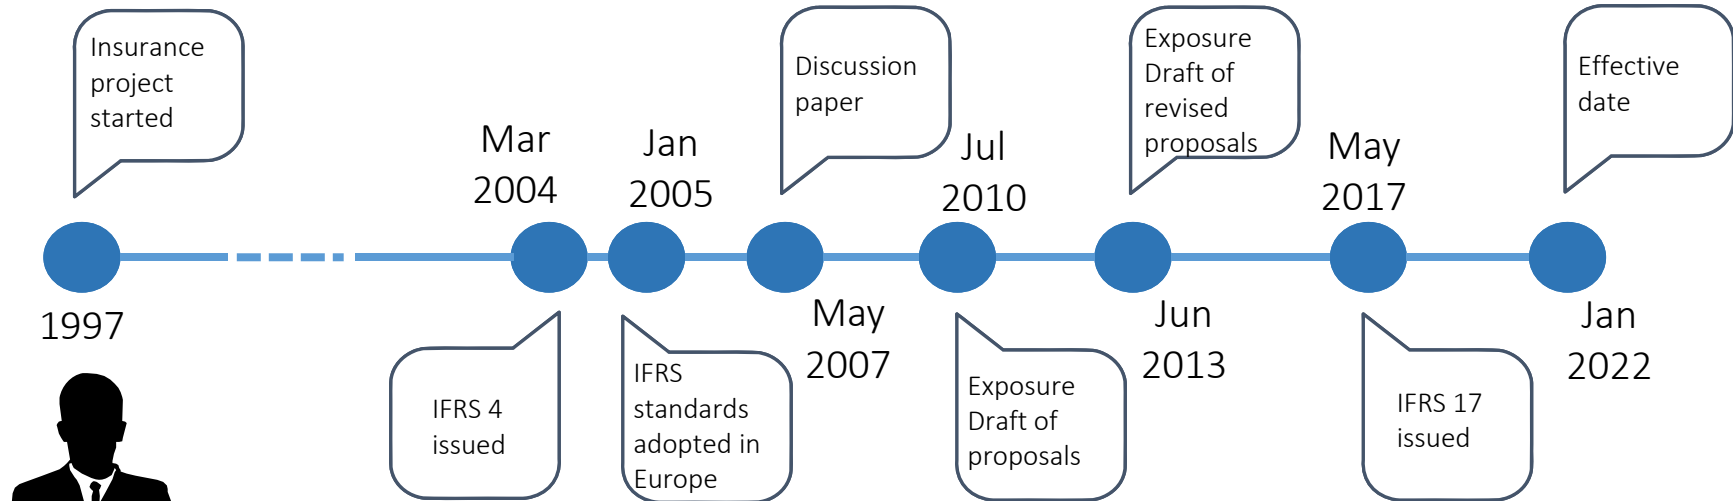 Insurance
project
started
1997
Mar
2004
IFRS 4
issued
Jan
2005
IFRS
standards
adopted in
Europe
Discussion
paper
May
2007
Jul
2010
Exposure
Draft of
proposals
Exposure
Draft of
revised
proposals
Jun
2013
May
2017
IFRS 17
issued
Effective
date
Jan
2022